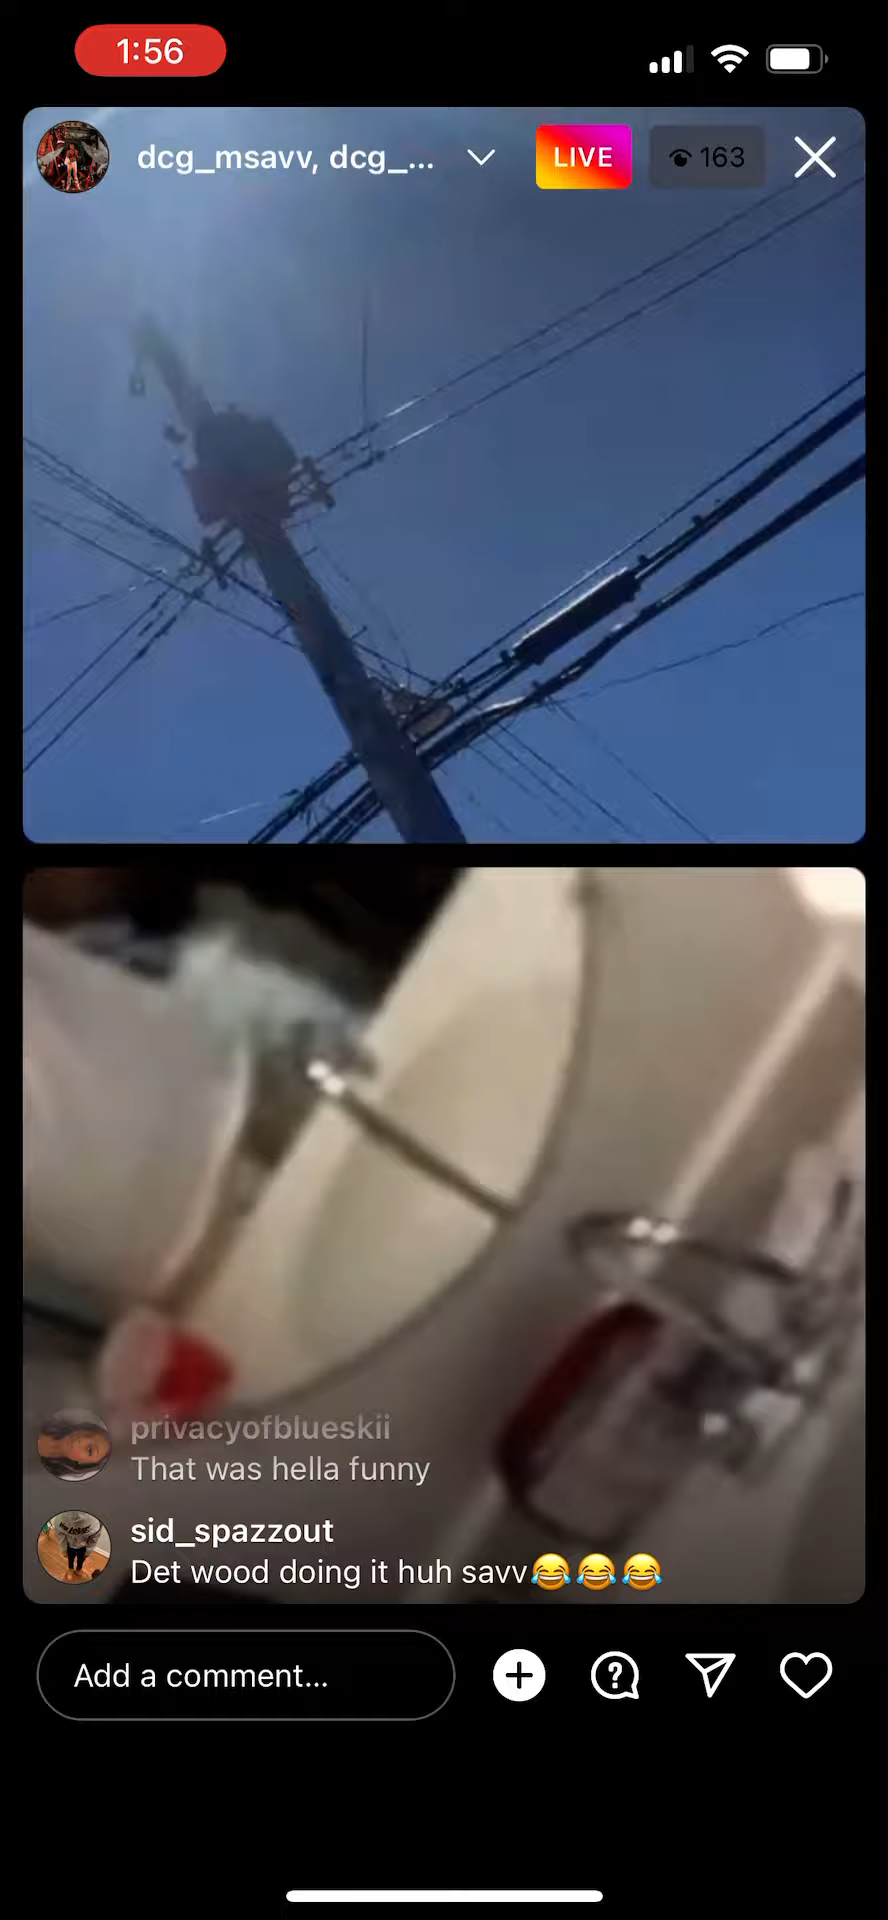 1:56
dcg_msavv, dcg_...
LIVE
163
privacyofblueskii
That was hella funny
sid_spazzout
Det wood doing it huh savv😂😂😂
Add a comment...